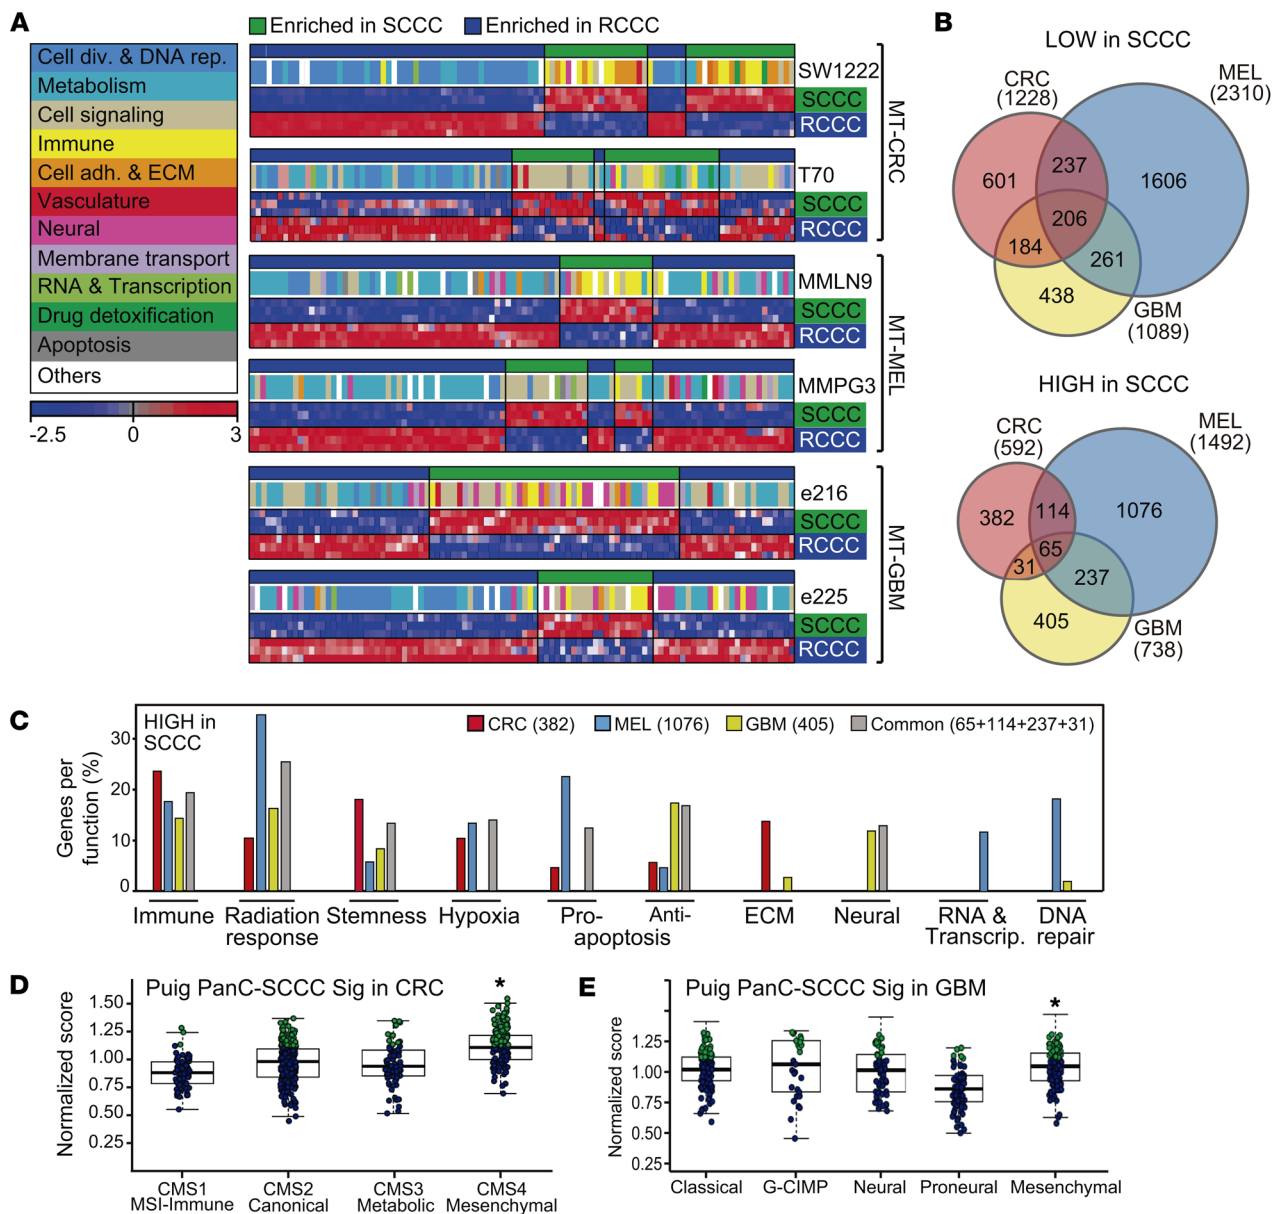 A
Enriched in SCCC
Enriched in RCCC
Cell div. & DNA rep.
Metabolism
Cell signaling
Immune
Cell adh. & ECM
Vasculature
Neural
Membrane transport
RNA & Transcription
Drug detoxification
Apoptosis
Others
-2.5 0 3
SW1222
SCCC
RCCC
T70
SCCC
RCCC
MT-CRC
MMLN9
SCCC
RCCC
MMPG3
SCCC
RCCC
MT-MEL
e216
SCCC
RCCC
e225
SCCC
RCCC
MT-GBM
B
LOW in SCCC
CRC
(1228)
MEL
(2310)
601
237
1606
206
184
261
438
GBM
(1089)
HIGH in SCCC
CRC
(592)
MEL
(1492)
382
114
1076
65
31
237
405
GBM
(738)
C
HIGH in
SCCC
CRC (382)
MEL (1076)
GBM (405)
Common (65+114+237+31)
Genes per
function (%)
30
20
10
0
Immune
Radiation
response
Stemness
Hypoxia
Pro-
Anti-
apoptosis
ECM
Neural
RNA &
Transcrip.
DNA
repair
D
Puig PanC-SCCC Sig in CRC
*
Normalized score
1.50
1.25
1.00
0.75
0.50
0.25
CMS1
MSI-Immune
CMS2
Canonical
CMS3
Metabolic
CMS4
Mesenchymal
E
Puig PanC-SCCC Sig in GBM
*
Normalized score
1.25
1.00
0.75
0.50
0.25
Classical
G-CIMP
Neural
Proneural
Mesenchymal